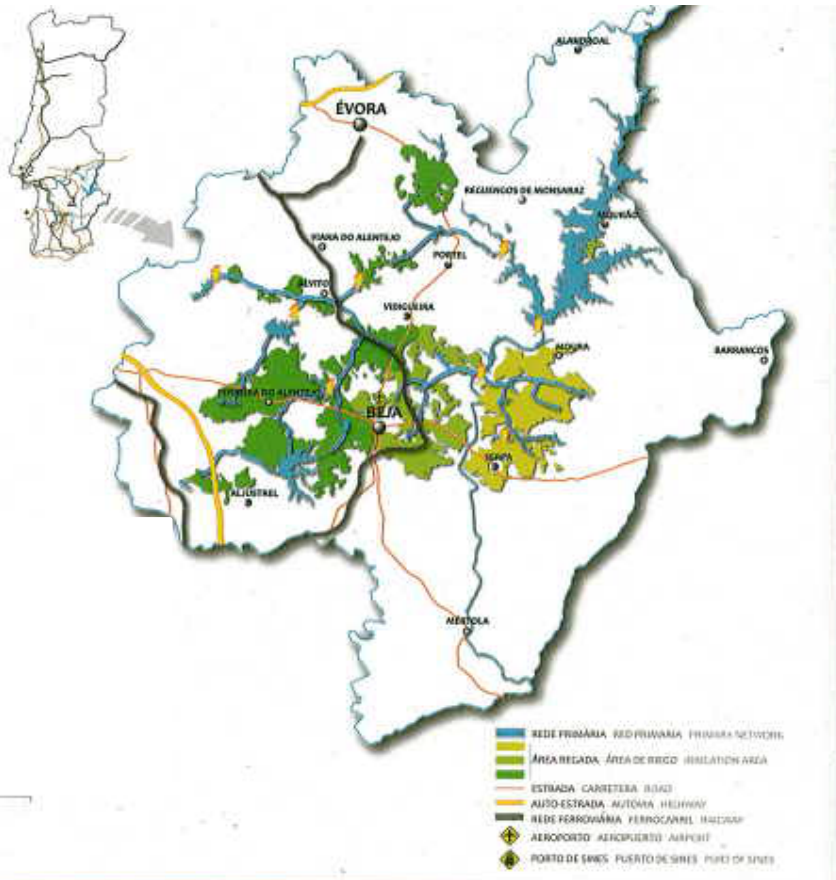 ALANDROAL
ÉVORA
REGUENGOS DE MONSARAZ
MOURÃO
VIANA DO ALENTEJO
PORTEL
ALVITO
VIDIGUEIRA
MOURA
BARRANCOS
FERREIRA DO ALENTEJO
BEJA
SERPA
ALJUSTREL
MÉRTOLA
REDE PRIMÁRIA RED PRIMARIA PRIMARY NETWORK
ÁREA REGADA ÁREA DE RIEGO IRRIGATION AREA
ESTRADA CARRETERA ROAD
AUTO-ESTRADA AUTOVIA HIGHWAY
REDE FERROVIÁRIA FERROCARRIL RAILWAY
AEROPORTO AEROPUERTO AIRPORT
PORTO DE SINES PUERTO DE SINES PORT OF SINES